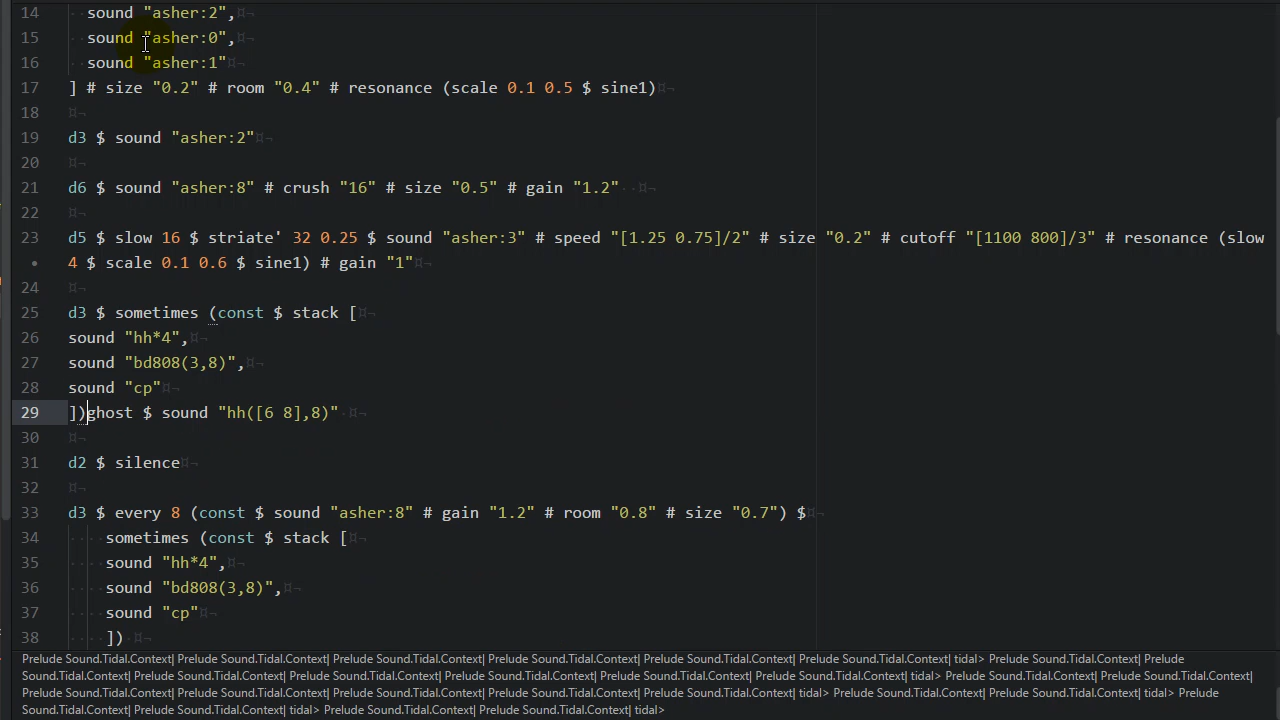 14 sound "asher:2",
15 sound "asher:0",
16 sound "asher:1"
17 ] # size "0.2" # room "0.4" # resonance (scale 0.1 0.5 $ sine1)
18
19 d3 $ sound "asher:2"
20
21 d6 $ sound "asher:8" # crush "16" # size "0.5" # gain "1.2"
22
23 d5 $ slow 16 $ striate' 32 0.25 $ sound "asher:3" # speed "[1.25 0.75]/2" # size "0.2" # cutoff "[1100 800]/3" # resonance (slow
• 4 $ scale 0.1 0.6 $ sine1) # gain "1"
24
25 d3 $ sometimes (const $ stack [
26 sound "hh*4",
27 sound "bd808(3,8)",
28 sound "cp"
29 ])ghost $ sound "hh([6 8],8)"
30
31 d2 $ silence
32
33 d3 $ every 8 (const $ sound "asher:8" # gain "1.2" # room "0.8" # size "0.7") $
34 sometimes (const $ stack [
35 sound "hh*4",
36 sound "bd808(3,8)",
37 sound "cp"
38 ])
Prelude Sound.Tidal.Context| Prelude Sound.Tidal.Context| Prelude Sound.Tidal.Context| Prelude Sound.Tidal.Context| Prelude Sound.Tidal.Context| Prelude Sound.Tidal.Context| tidal> Prelude Sound.Tidal.Context| Prelude
Sound.Tidal.Context| Prelude Sound.Tidal.Context| Prelude Sound.Tidal.Context| Prelude Sound.Tidal.Context| Prelude Sound.Tidal.Context| tidal> Prelude Sound.Tidal.Context| Prelude Sound.Tidal.Context|
Prelude Sound.Tidal.Context| Prelude Sound.Tidal.Context| Prelude Sound.Tidal.Context| Prelude Sound.Tidal.Context| Prelude Sound.Tidal.Context| tidal> Prelude Sound.Tidal.Context| Prelude Sound.Tidal.Context| tidal> Prelude
Sound.Tidal.Context| Prelude Sound.Tidal.Context| tidal> Prelude Sound.Tidal.Context| Prelude Sound.Tidal.Context| tidal>